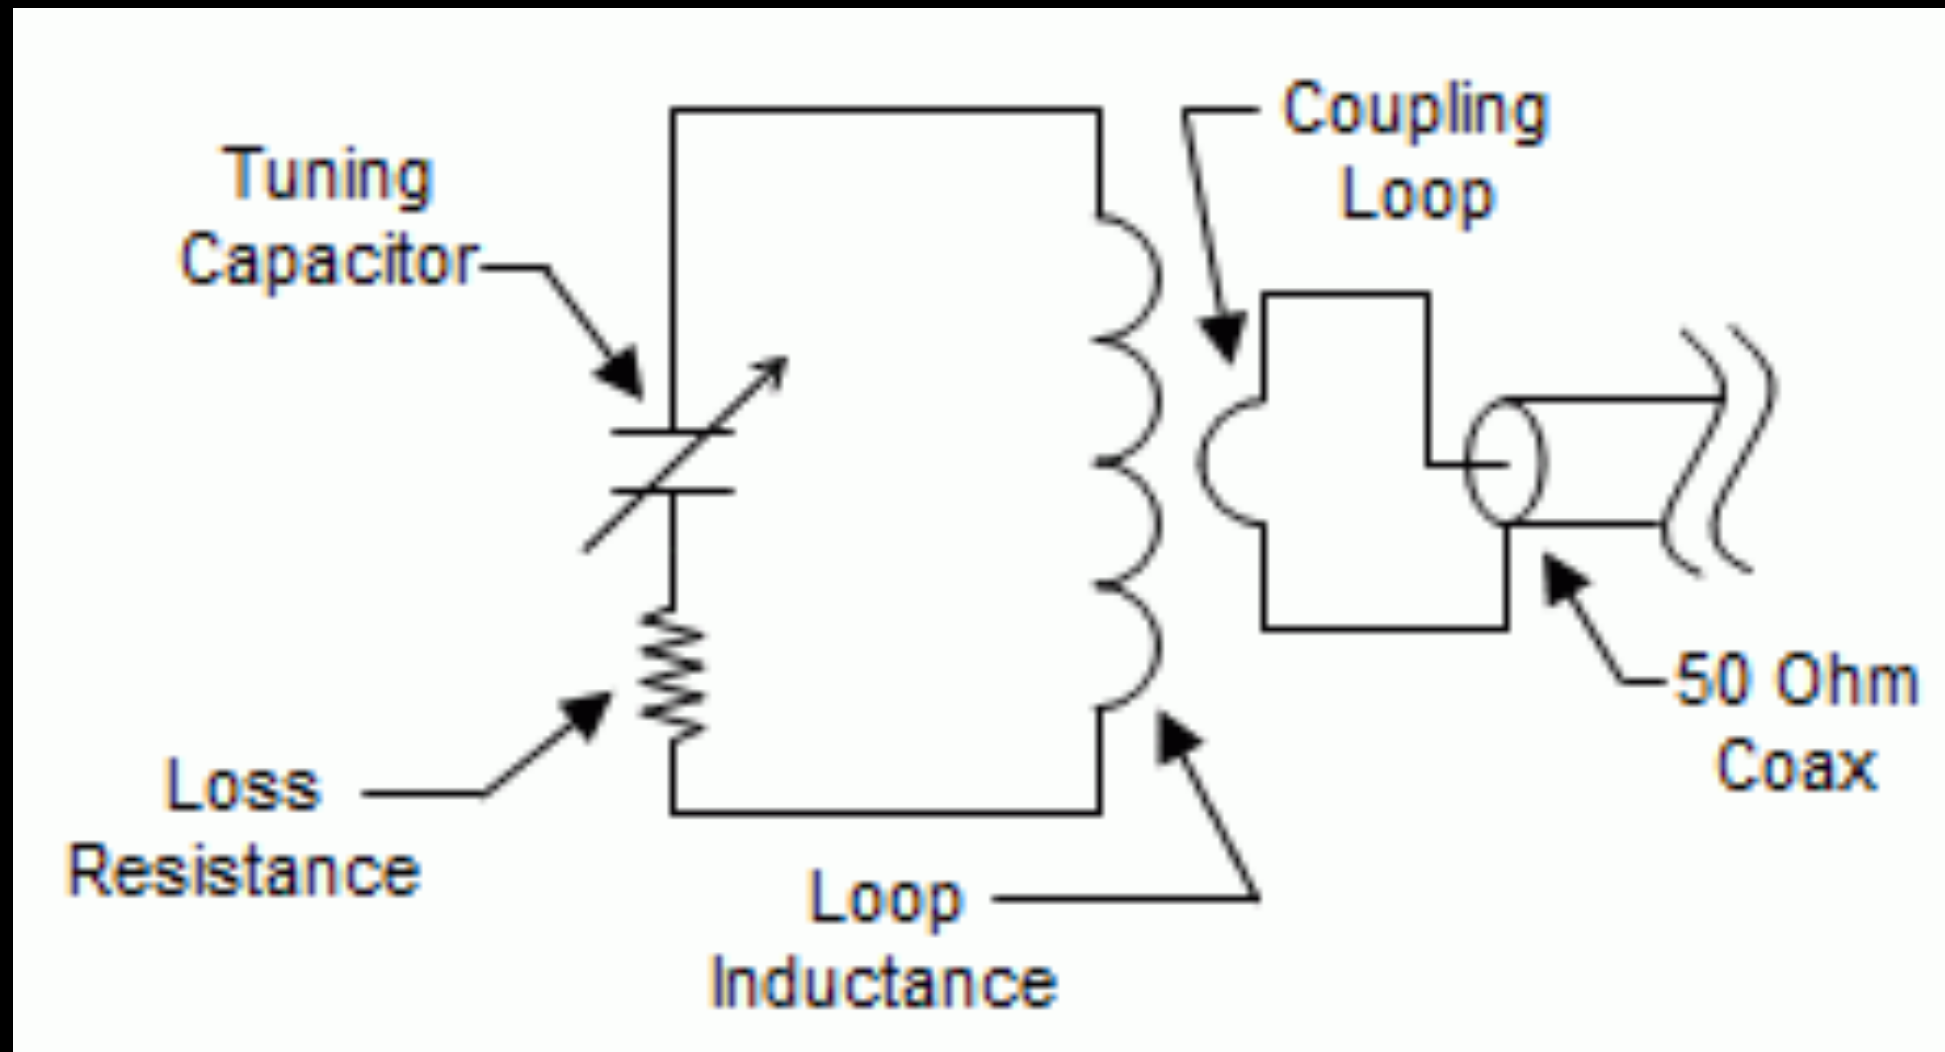 Tuning
Capacitor
Coupling
Loop
50 Ohm
Coax
Loss
Resistance
Loop
Inductance